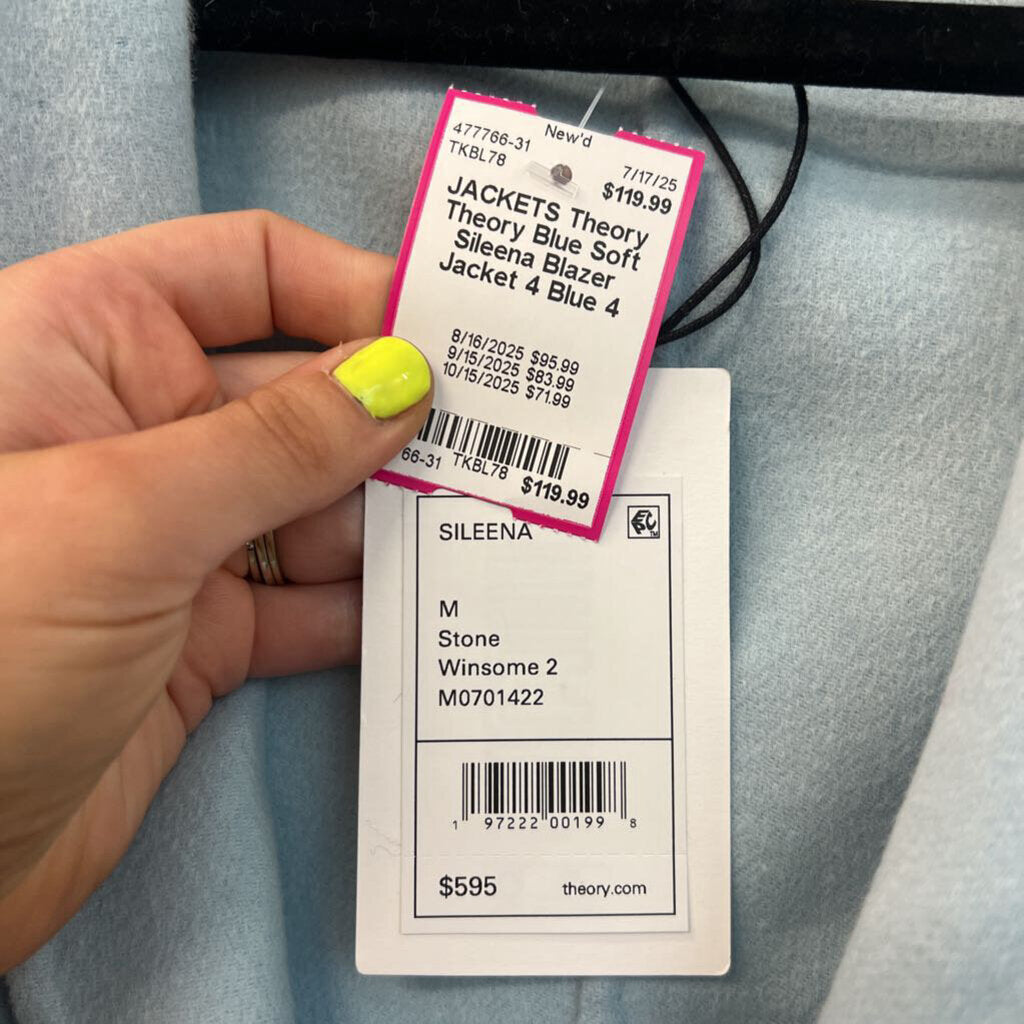 New'd
477766-31
TKBL78
7/17/25
$119.99
JACKETS Theory
Theory Blue Soft
Sileena Blazer
Jacket 4 Blue 4
8/16/2025 $95.99
9/15/2025 $83.99
10/15/2025 $71.99
66-31 TKBL78 $119.99
SILEENA
M
Stone
Winsome 2
M0701422
1 97222 00199 8
$595 theory.com